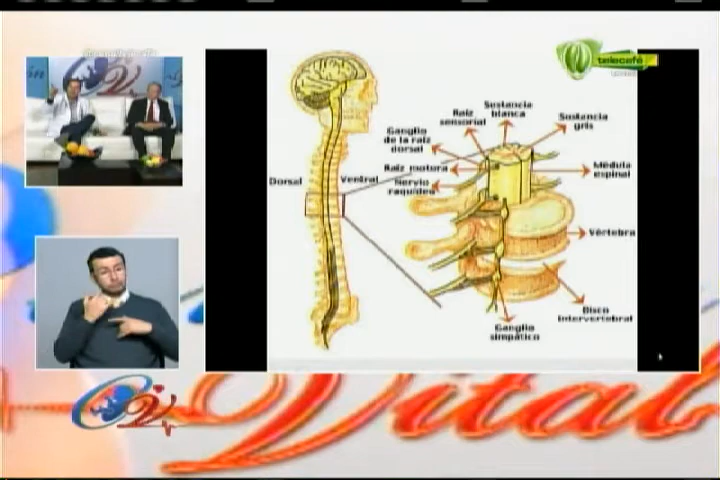 telecafé
Sustancia
blanca
Raíz
sensorial
Sustancia
gris
Ganglio
de la raíz
dorsal
Raíz motora
Médula
espinal
Dorsal
Ventral
Nervio
raquídeo
Vértebra
Disco
intervertebral
Ganglio
simpático
Vital